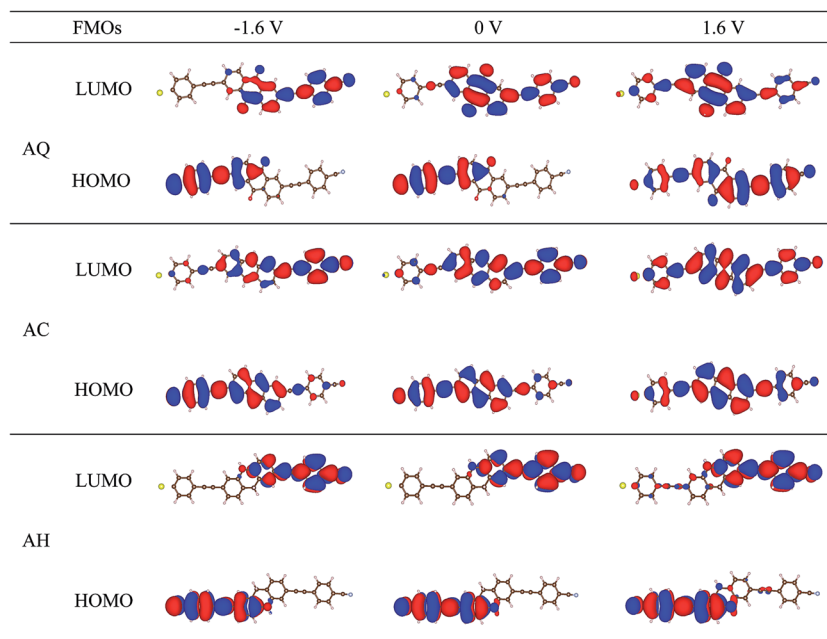 FMOs -1.6 V 0 V 1.6 V
LUMO
AQ
HOMO
LUMO
AC
HOMO
LUMO
AH
HOMO